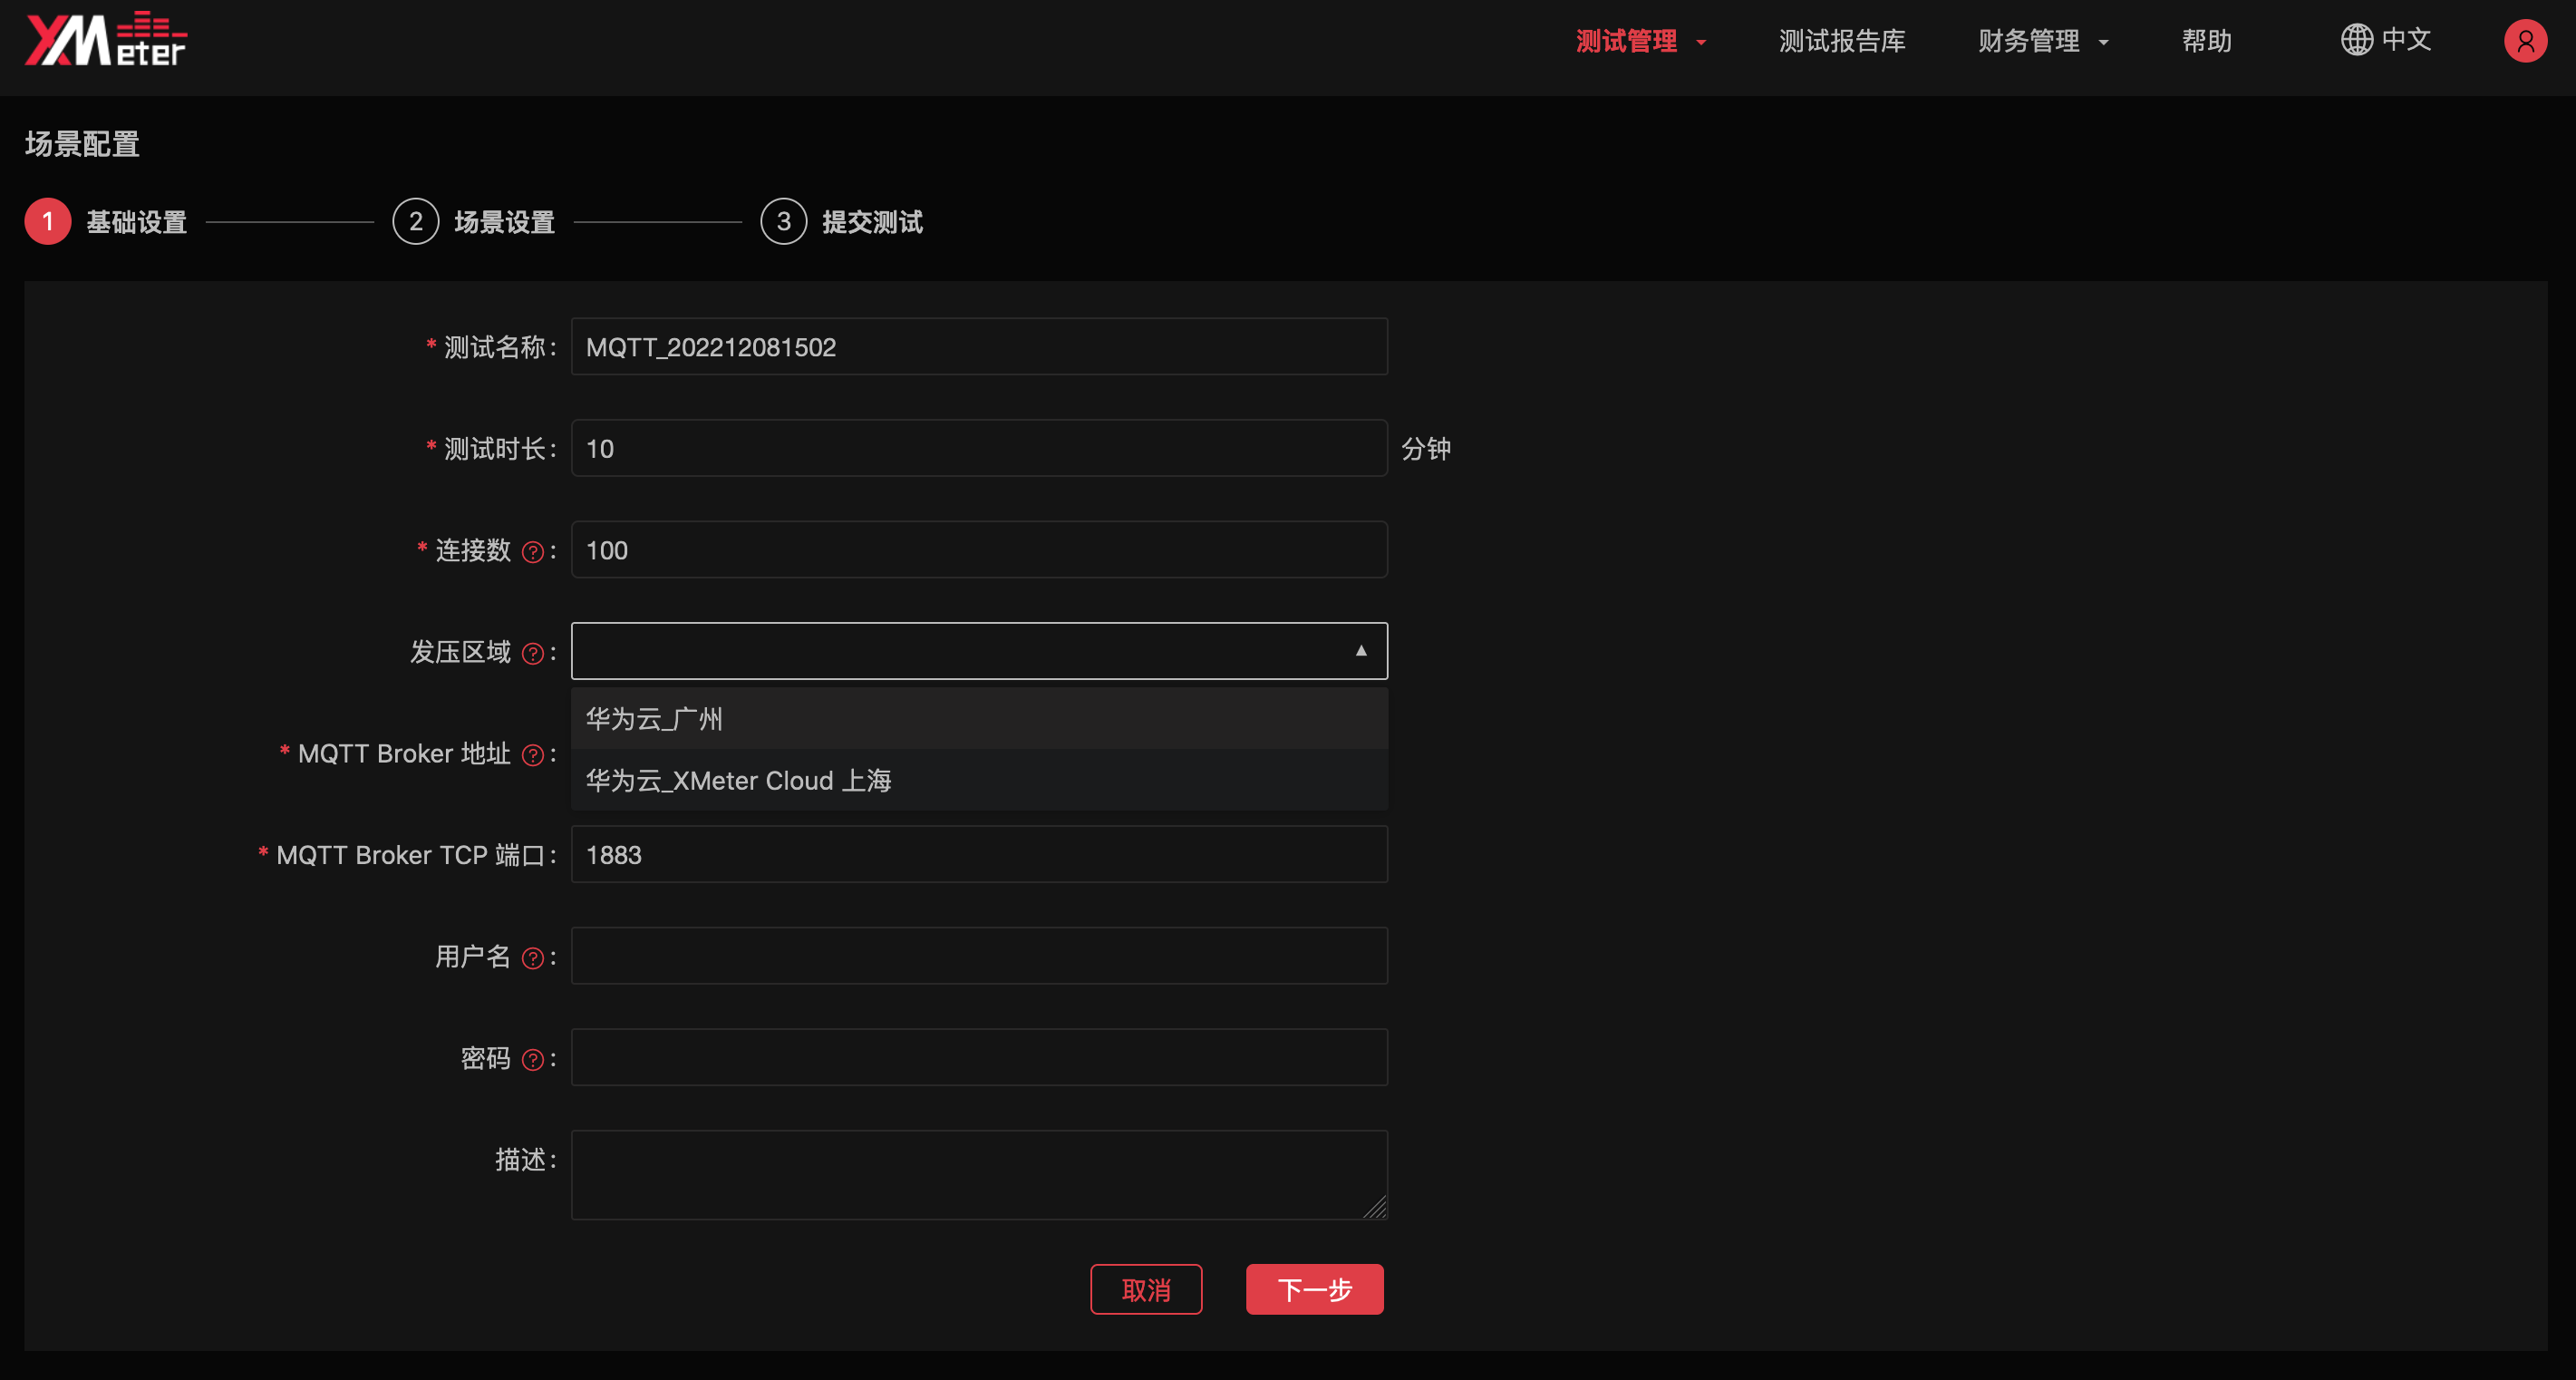 XMeter
测试管理
测试报告库
财务管理
帮助
中文
场景配置
1 基础设置
2 场景设置
3 提交测试
* 测试名称: MQTT_202212081502
* 测试时长: 10 分钟
* 连接数 ?: 100
发压区域 ?: ▲
华为云_广州
* MQTT Broker 地址 ?:
华为云_XMeter Cloud 上海
* MQTT Broker TCP 端口: 1883
用户名 ?:
密码 ?:
描述:
取消
下一步